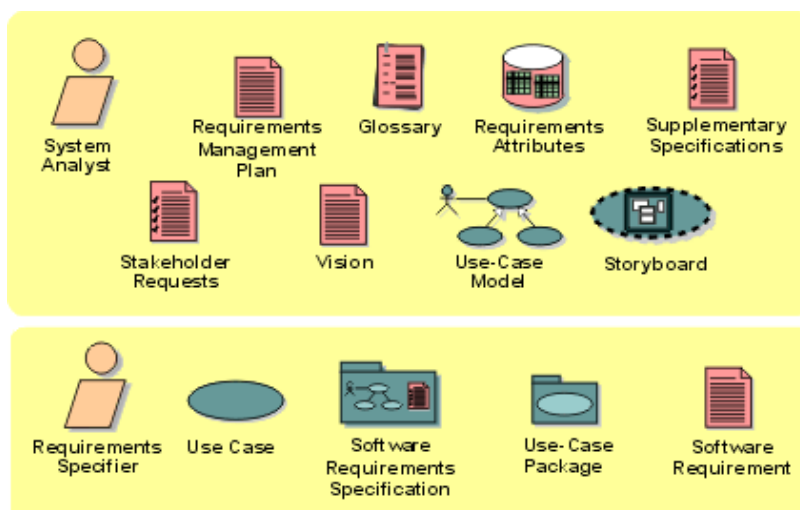 System
Analyst
Requirements
Management
Plan
Glossary
Requirements
Attributes
Supplementary
Specifications
Stakeholder
Requests
Vision
Use-Case
Model
Storyboard
Requirements
Specifier
Use Case
Software
Requirements
Specification
Use-Case
Package
Software
Requirement